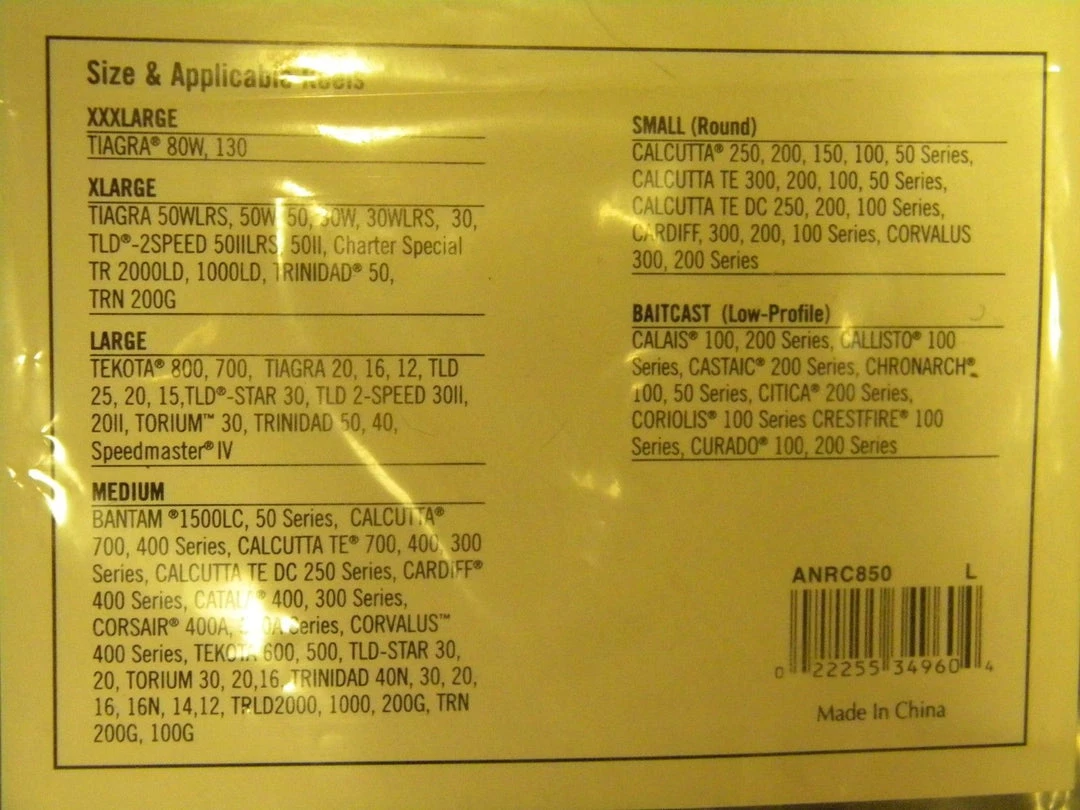 Size & Applicable Reels
XXXLARGE
TIAGRA® 80W, 130
XLARGE
TIAGRA 50WLRS, 50W 50, 30W, 30WLRS, 30,
TLD®-2SPEED 50IILRS, 50II, Charter Special
TR 2000LD, 1000LD, TRINIDAD® 50,
TRN 200G
LARGE
TEKOTA® 800, 700, TIAGRA 20, 16, 12, TLD
25, 20, 15,TLD®-STAR 30, TLD 2-SPEED 30II,
20II, TORIUM™ 30, TRINIDAD 50, 40,
Speedmaster® IV
MEDIUM
BANTAM ®1500LC, 50 Series, CALCUTTA®
700, 400 Series, CALCUTTA TE® 700, 400, 300
Series, CALCUTTA TE DC 250 Series, CARDIFF®
400 Series, CATALA® 400, 300 Series,
CORSAIR® 400A, Series, CORVALUS™
400 Series, TEKOTA 600, 500, TLD-STAR 30,
20, TORIUM 30, 20,16, TRINIDAD 40N, 30, 20,
16, 16N, 14,12, TRLD2000, 1000, 200G, TRN
200G, 100G
SMALL (Round)
CALCUTTA® 250, 200, 150, 100, 50 Series,
CALCUTTA TE 300, 200, 100, 50 Series,
CALCUTTA TE DC 250, 200, 100 Series,
CARDIFF, 300, 200, 100 Series, CORVALUS
300, 200 Series
BAITCAST (Low-Profile)
CALAIS® 100, 200 Series, CALLISTO® 100
Series, CASTAIC® 200 Series, CHRONARCH®
100, 50 Series, CITICA® 200 Series,
CORIOLIS® 100 Series CRESTFIRE® 100
Series, CURADO® 100, 200 Series
ANRC850 L
0 22255 34960 4
Made In China